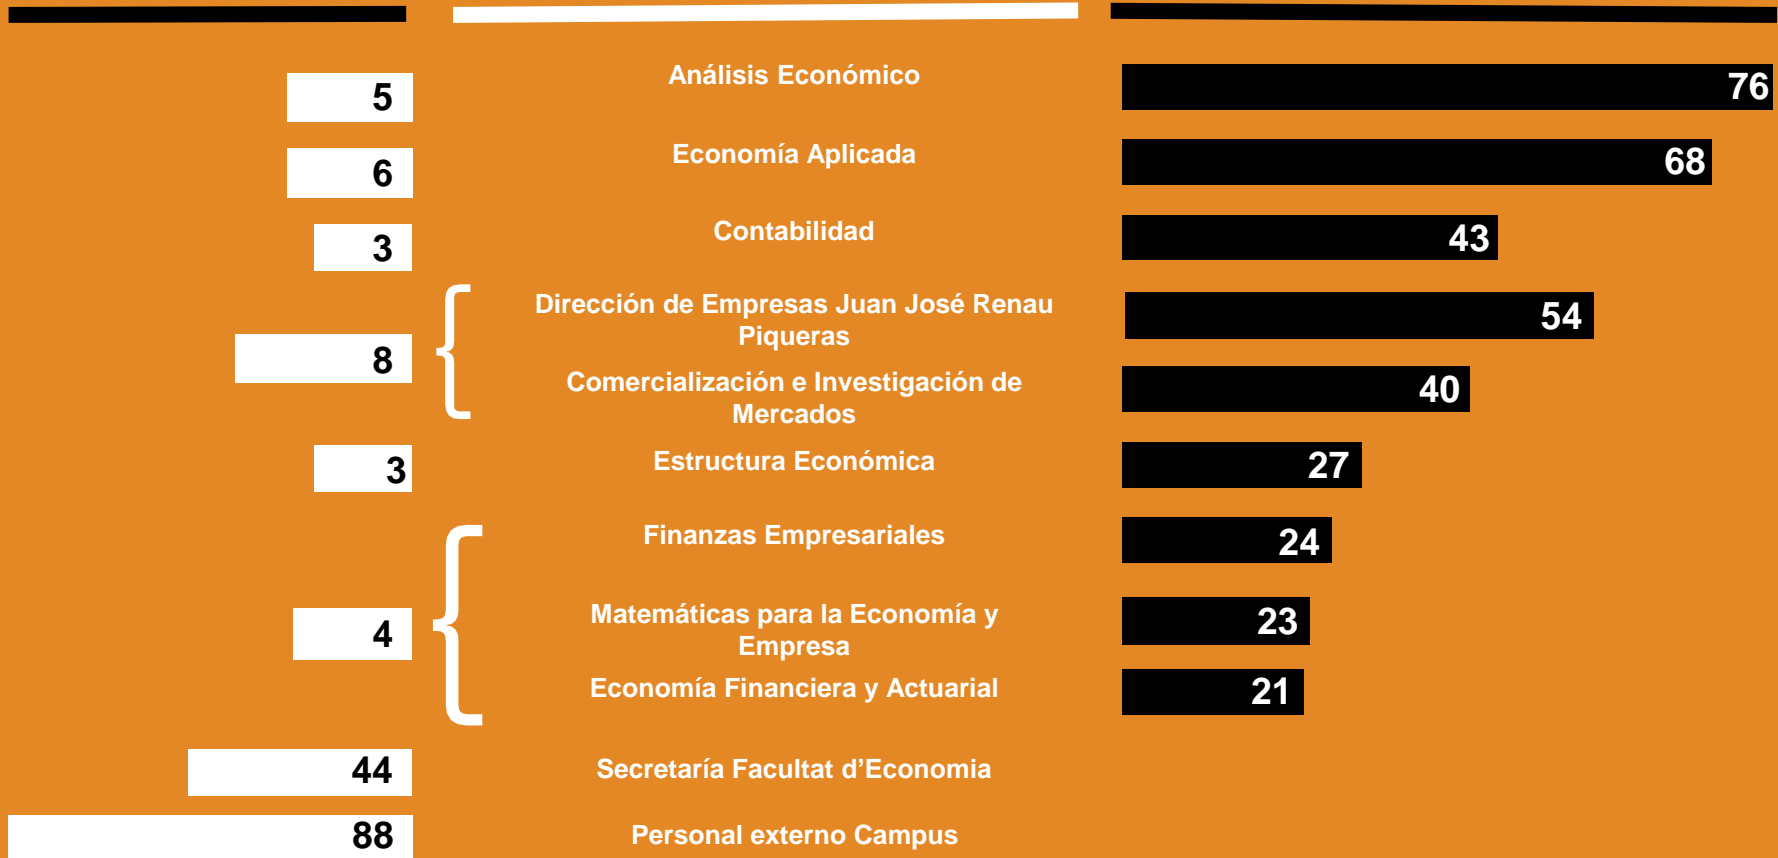 5
Análisis Económico
76
6
Economía Aplicada
68
3
Contabilidad
43
Dirección de Empresas Juan José Renau
Piqueras
54
8
Comercialización e Investigación de
Mercados
40
3
Estructura Económica
27
Finanzas Empresariales
24
4
Matemáticas para la Economía y
Empresa
23
Economía Financiera y Actuarial
21
44
Secretaría Facultat d’Economia
88
Personal externo Campus